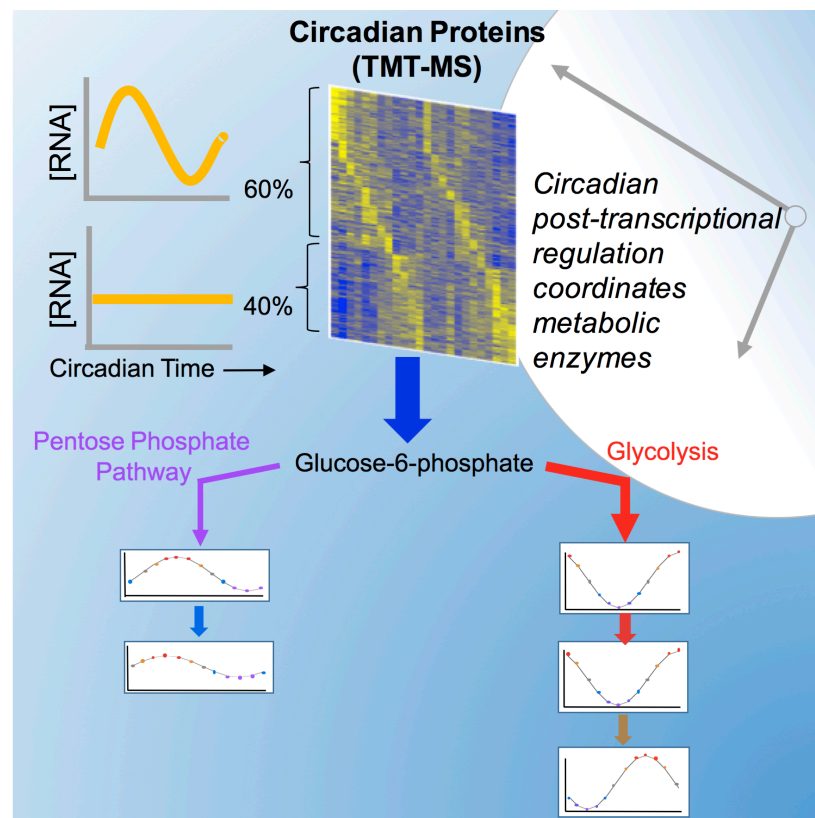 Circadian Proteins
(TMT-MS)
[RNA]
60%
[RNA]
40%
Circadian Time
Circadian
post-transcriptional
regulation
coordinates
metabolic
enzymes
Pentose Phosphate
Pathway
Glucose-6-phosphate
Glycolysis